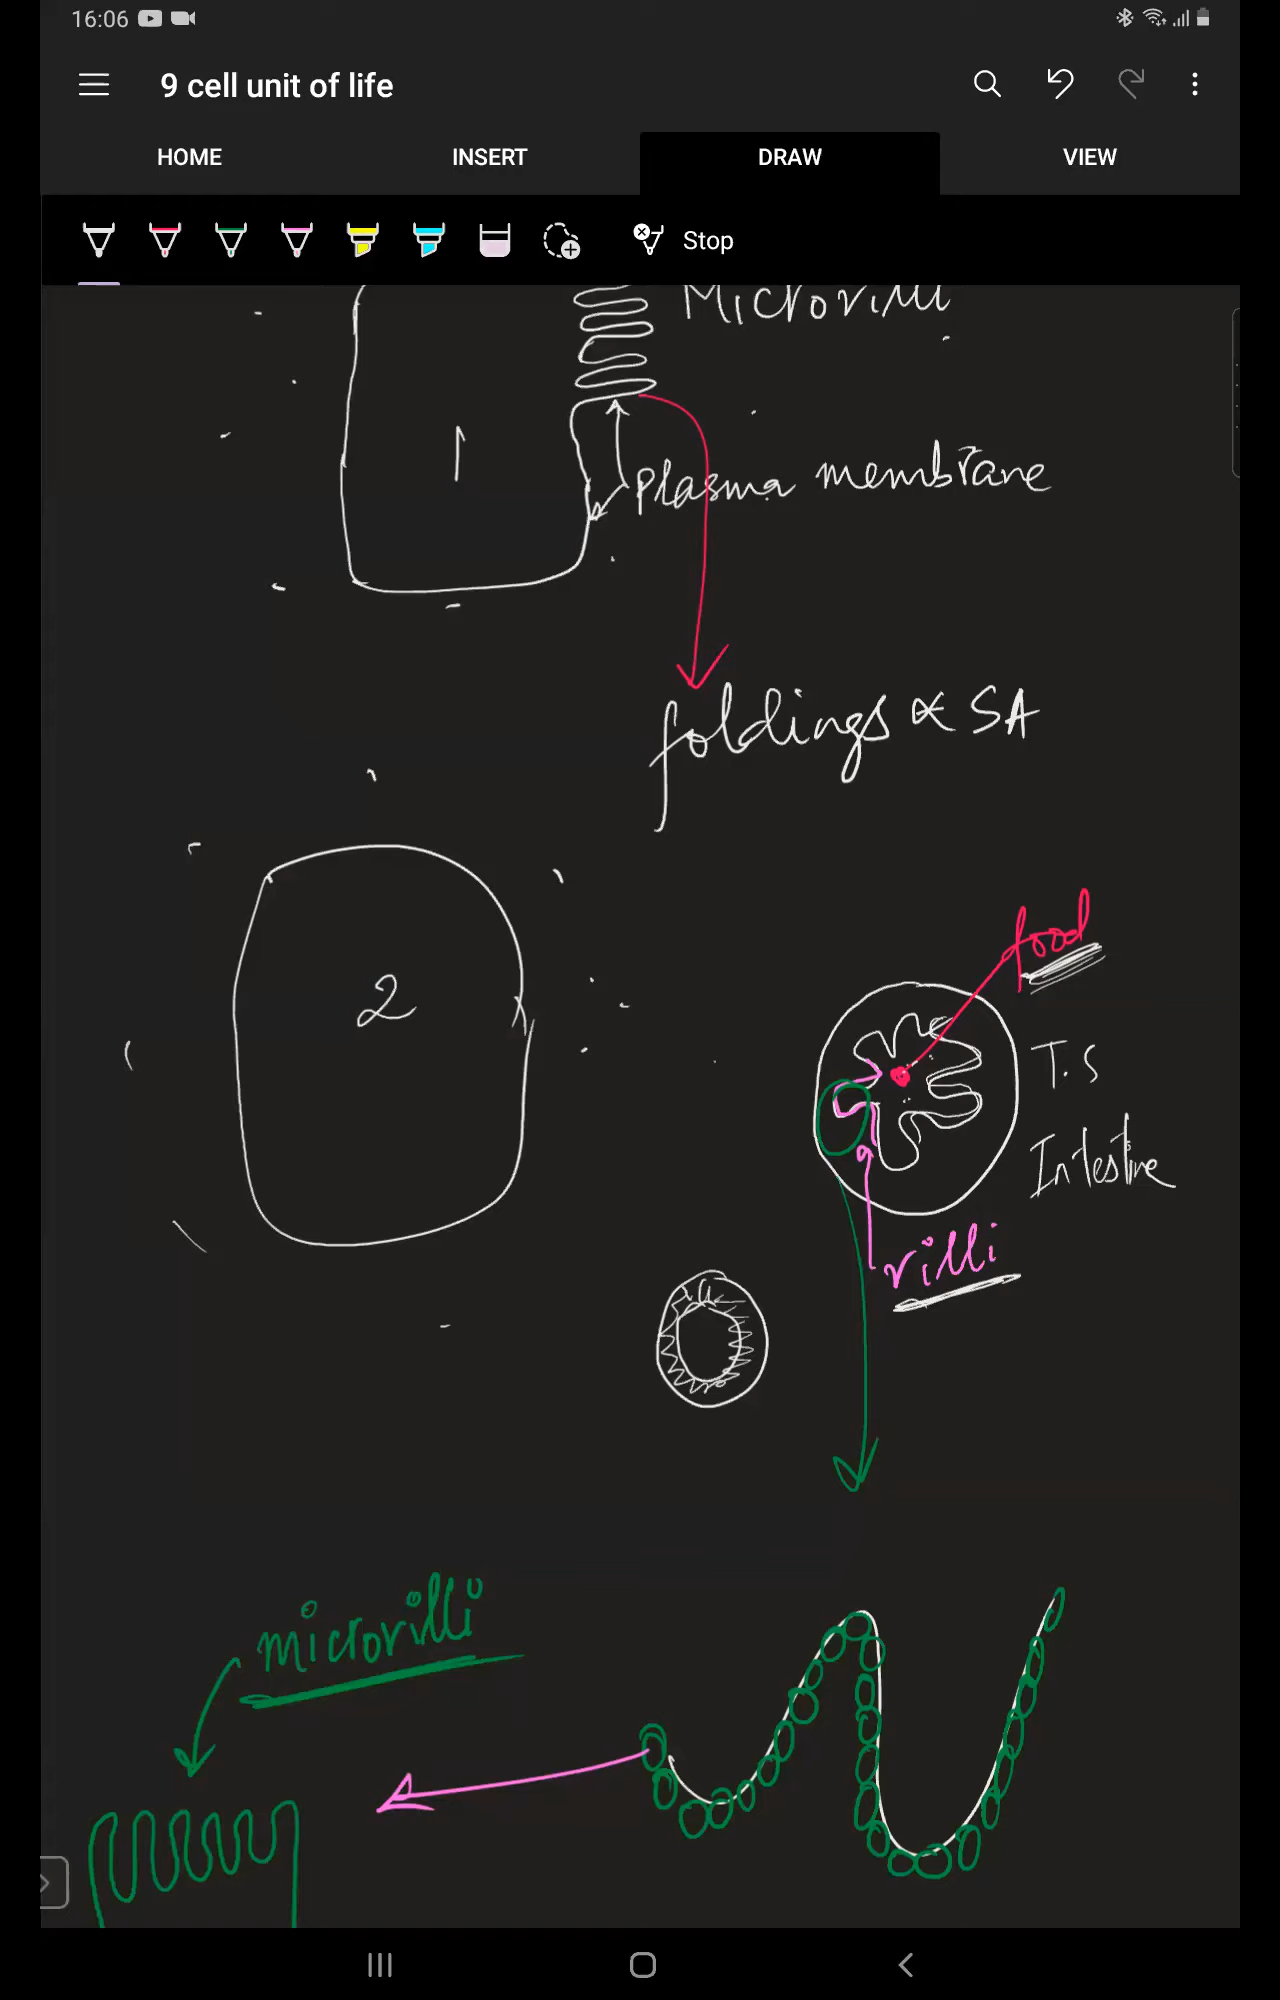 16:06
9 cell unit of life
HOME INSERT DRAW VIEW
Stop
Microvilli
1
Plasma membrane
foldings ∝ SA
2
food
T.S
Intestine
villi
microvilli